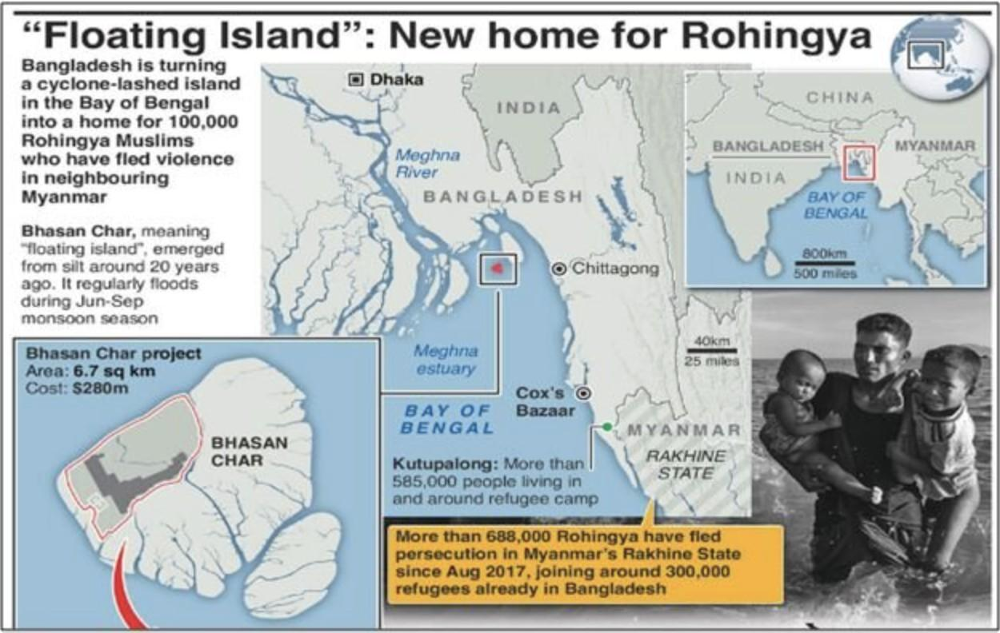 “Floating Island”: New home for Rohingya
Bangladesh is turning
a cyclone-lashed island
in the Bay of Bengal
into a home for 100,000
Rohingya Muslims
who have fled violence
in neighbouring
Myanmar
Bhasan Char, meaning
“floating island”, emerged
from silt around 20 years
ago. It regularly floods
during Jun-Sep
monsoon season
Dhaka
INDIA
Meghna
River
BANGLADESH
Chittagong
Meghna
estuary
40km
25 miles
Cox's
Bazaar
BAY OF
BENGAL
MYANMAR
RAKHINE
STATE
Kutupalong: More than
585,000 people living in
and around refugee camp
CHINA
BANGLADESH
MYANMAR
INDIA
BAY OF
BENGAL
800km
500 miles
Bhasan Char project
Area: 6.7 sq km
Cost: $280m
BHASAN
CHAR
More than 688,000 Rohingya have fled
persecution in Myanmar’s Rakhine State
since Aug 2017, joining around 300,000
refugees already in Bangladesh